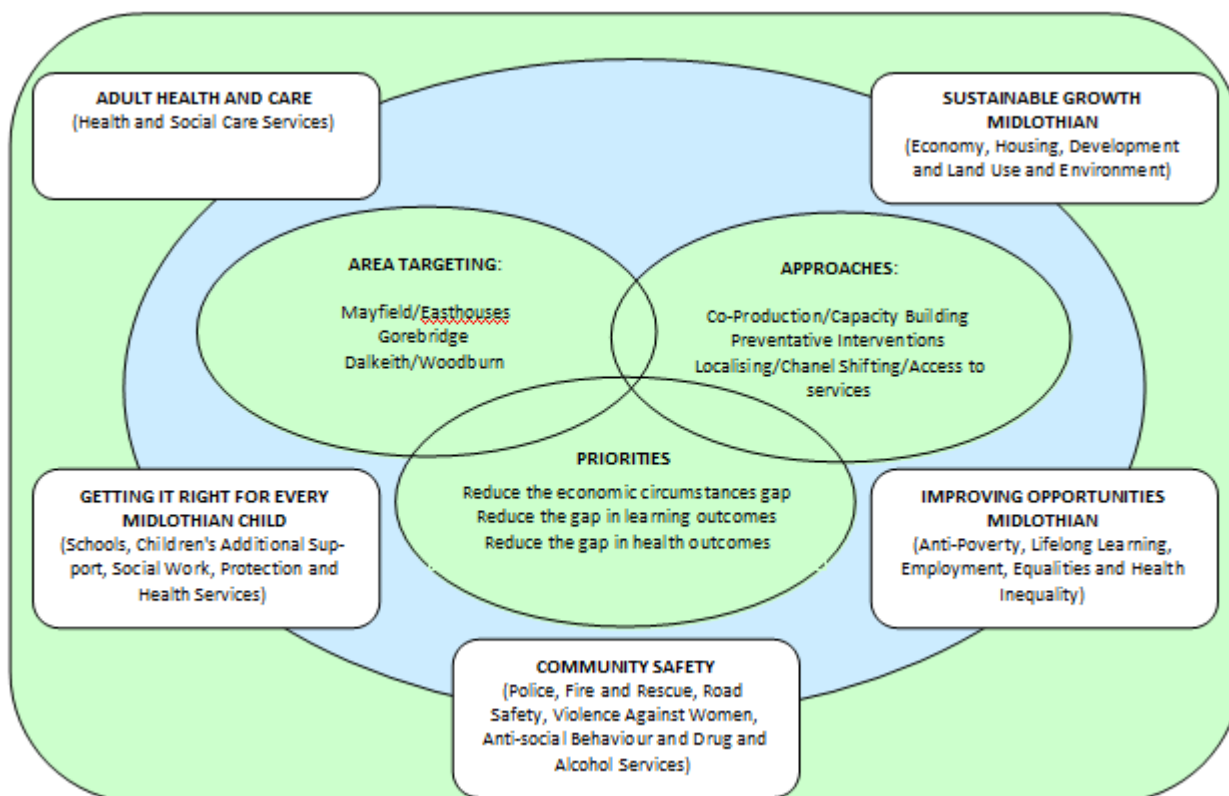 ADULT HEALTH AND CARE
(Health and Social Care Services)
SUSTAINABLE GROWTH
MIDLOTHIAN
(Economy, Housing, Development
and Land Use and Environment)
AREA TARGETING:
Mayfield/Easthouses
Gorebridge
Dalkeith/Woodburn
APPROACHES:
Co-Production/Capacity Building
Preventative Interventions
Localising/Chanel Shifting/Access to
services
PRIORITIES
Reduce the economic circumstances gap
Reduce the gap in learning outcomes
Reduce the gap in health outcomes
GETTING IT RIGHT FOR EVERY
MIDLOTHIAN CHILD
(Schools, Children's Additional Sup-
port, Social Work, Protection and
Health Services)
IMPROVING OPPORTUNITIES
MIDLOTHIAN
(Anti-Poverty, Lifelong Learning,
Employment, Equalities and Health
Inequality)
COMMUNITY SAFETY
(Police, Fire and Rescue, Road
Safety, Violence Against Women,
Anti-social Behaviour and Drug and
Alcohol Services)